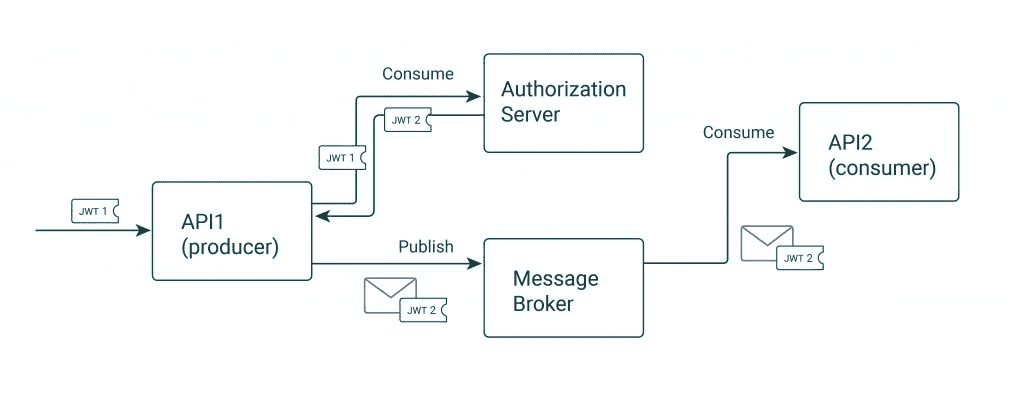 Consume
Authorization
Server
JWT 2
JWT 1
JWT 1
API1
(producer)
Publish
JWT 2
Message
Broker
Consume
API2
(consumer)
JWT 2